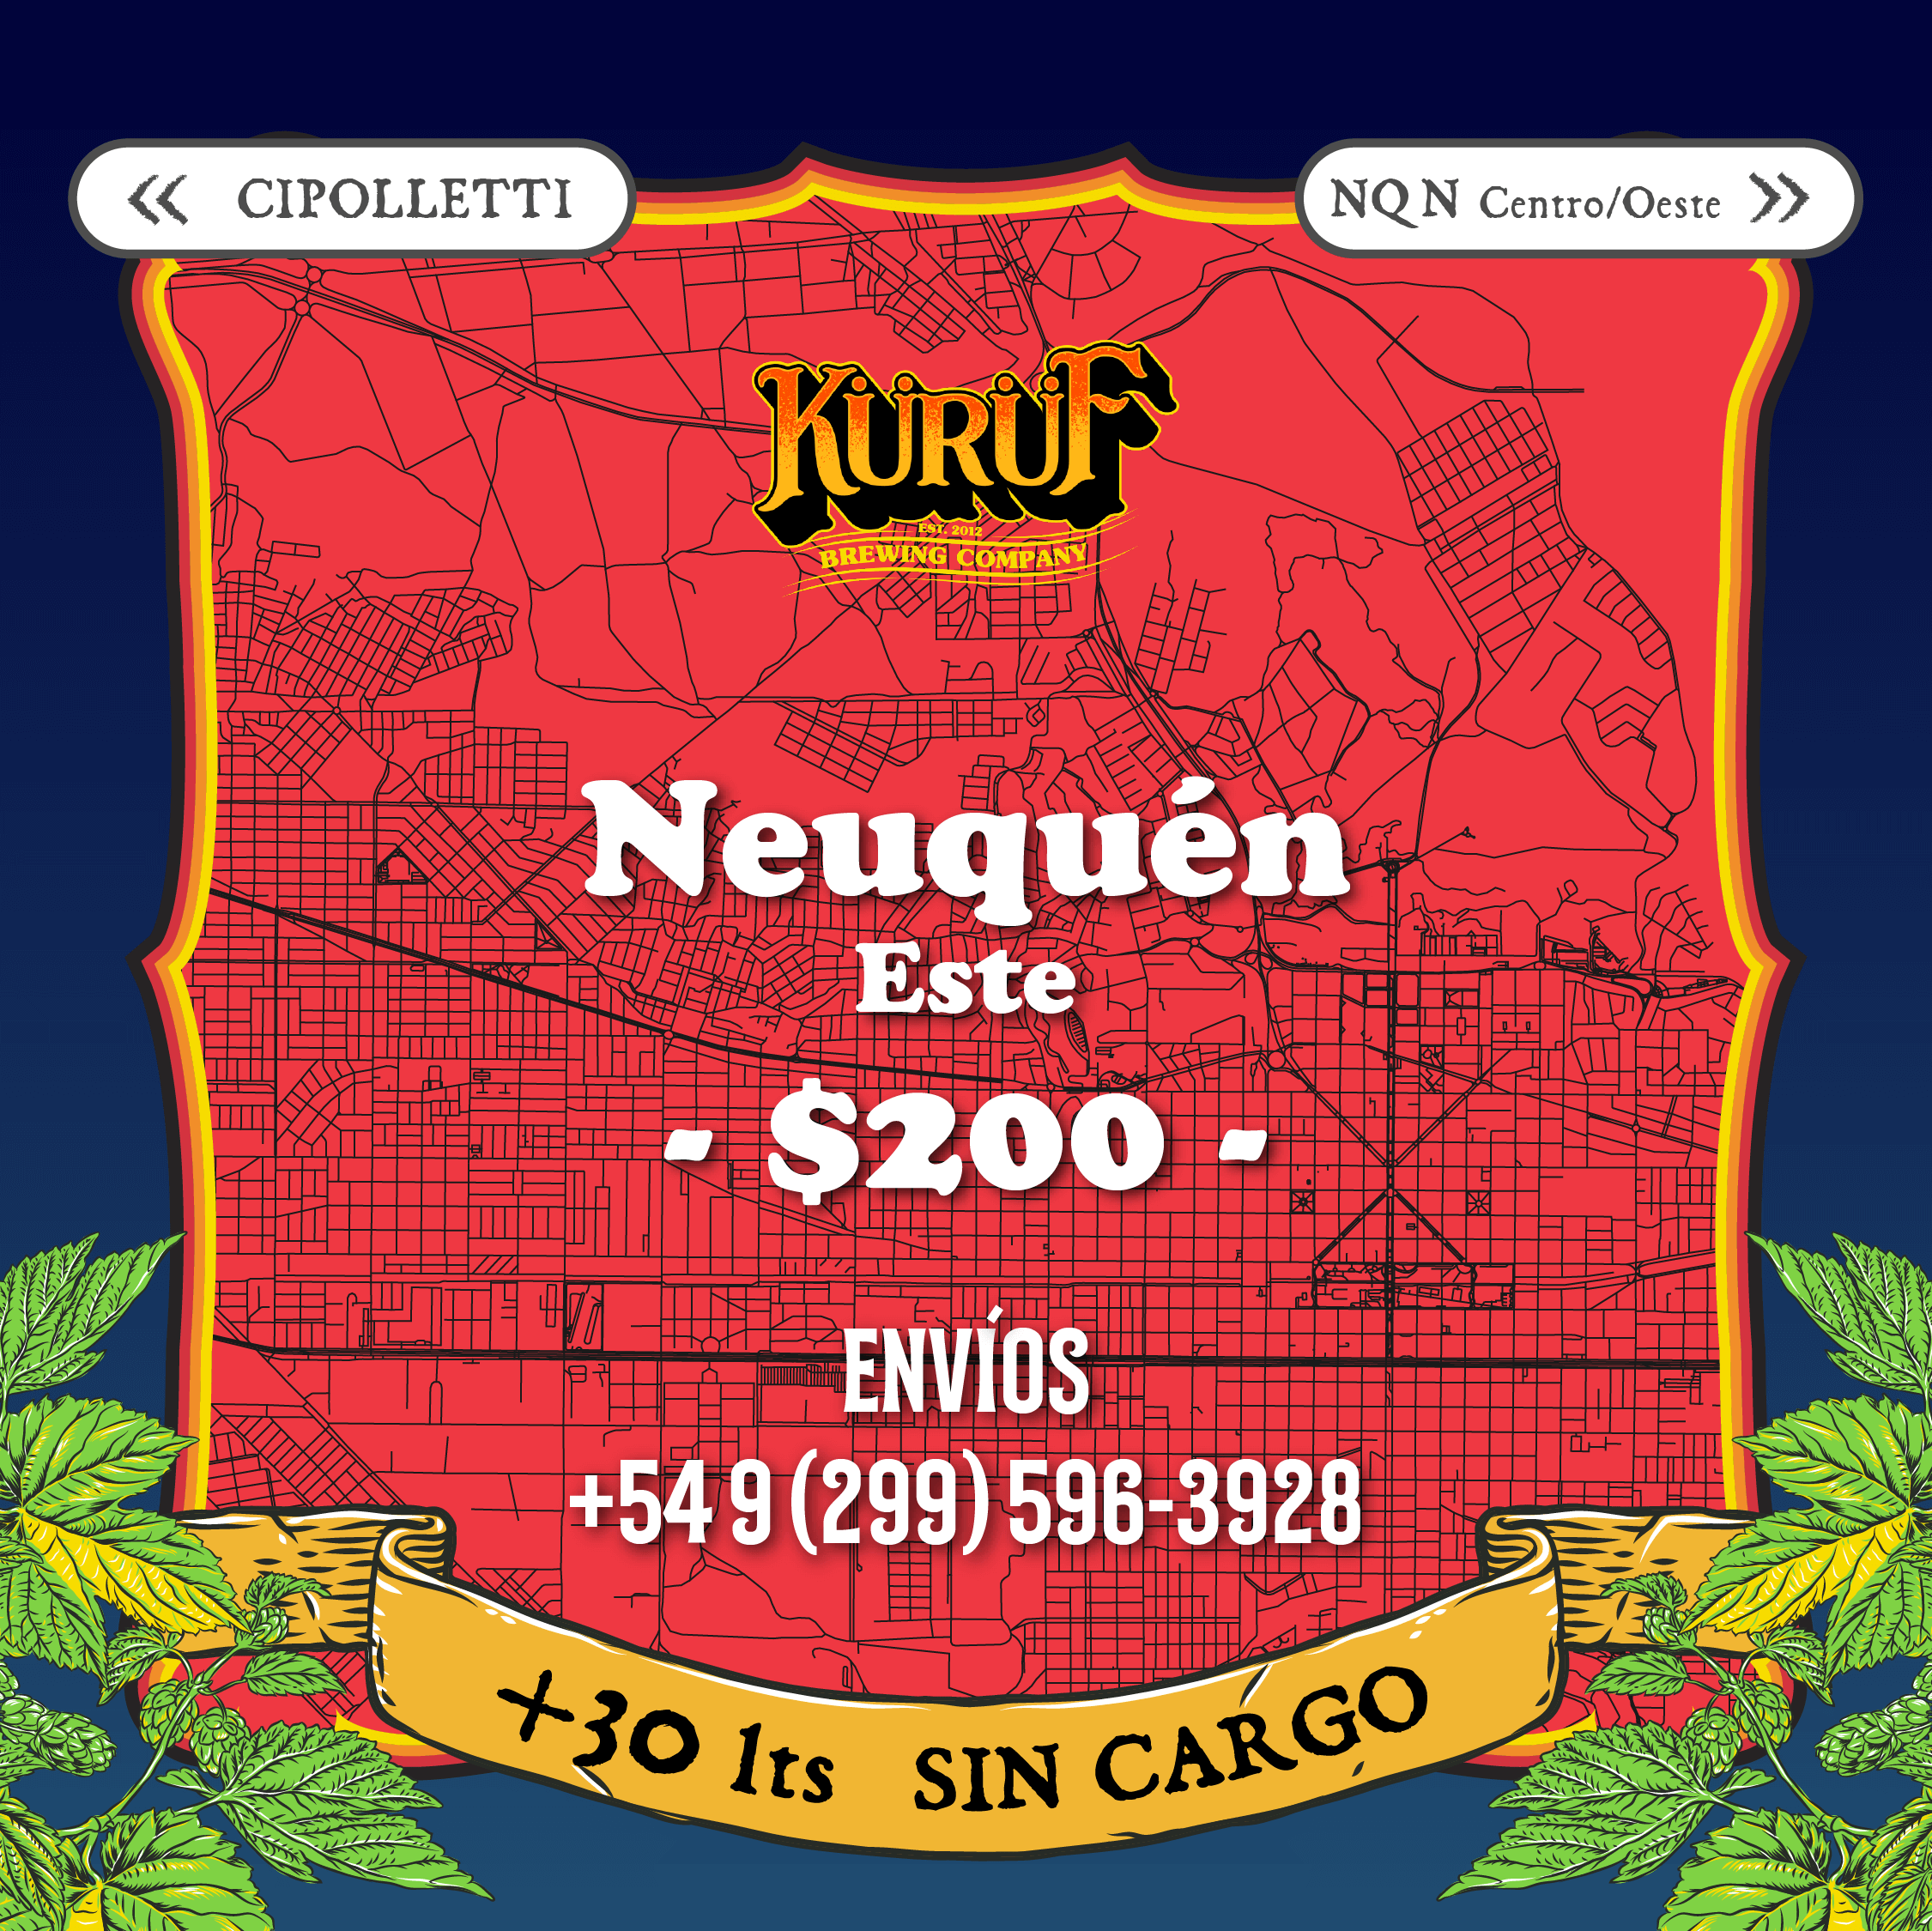 « CIPOLLETTI
NQN Centro/Oeste »
KÜRÜF
EST. 2012
BREWING COMPANY
Neuquén
Este
- $200 -
ENVÍOS
+54 9 (299) 596-3928
+30 lts SIN CARGO